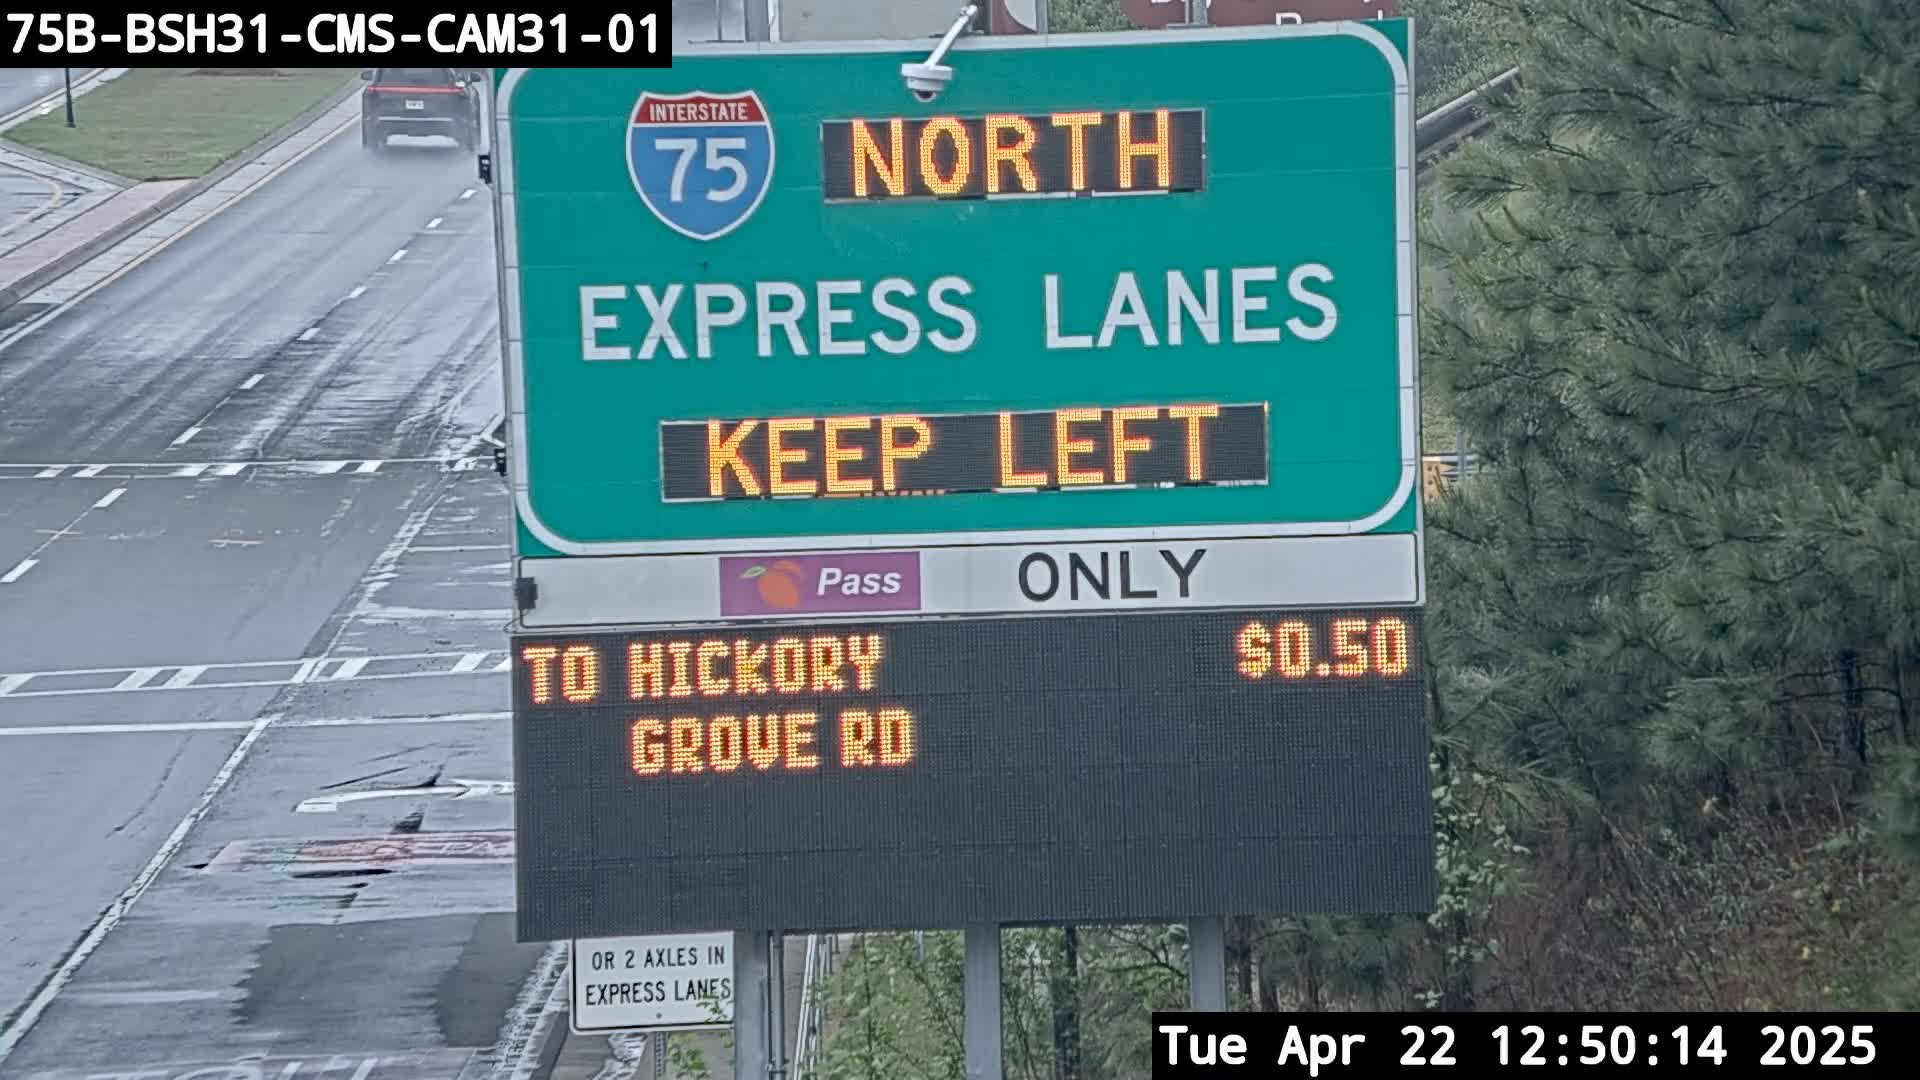 75B-BSH31-CMS-CAM31-01
INTERSTATE
75
NORTH
EXPRESS LANES
KEEP LEFT
Pass
ONLY
TO HICKORY $0.50
GROVE RD
OR 2 AXLES IN
EXPRESS LANES
Tue Apr 22 12:50:14 2025